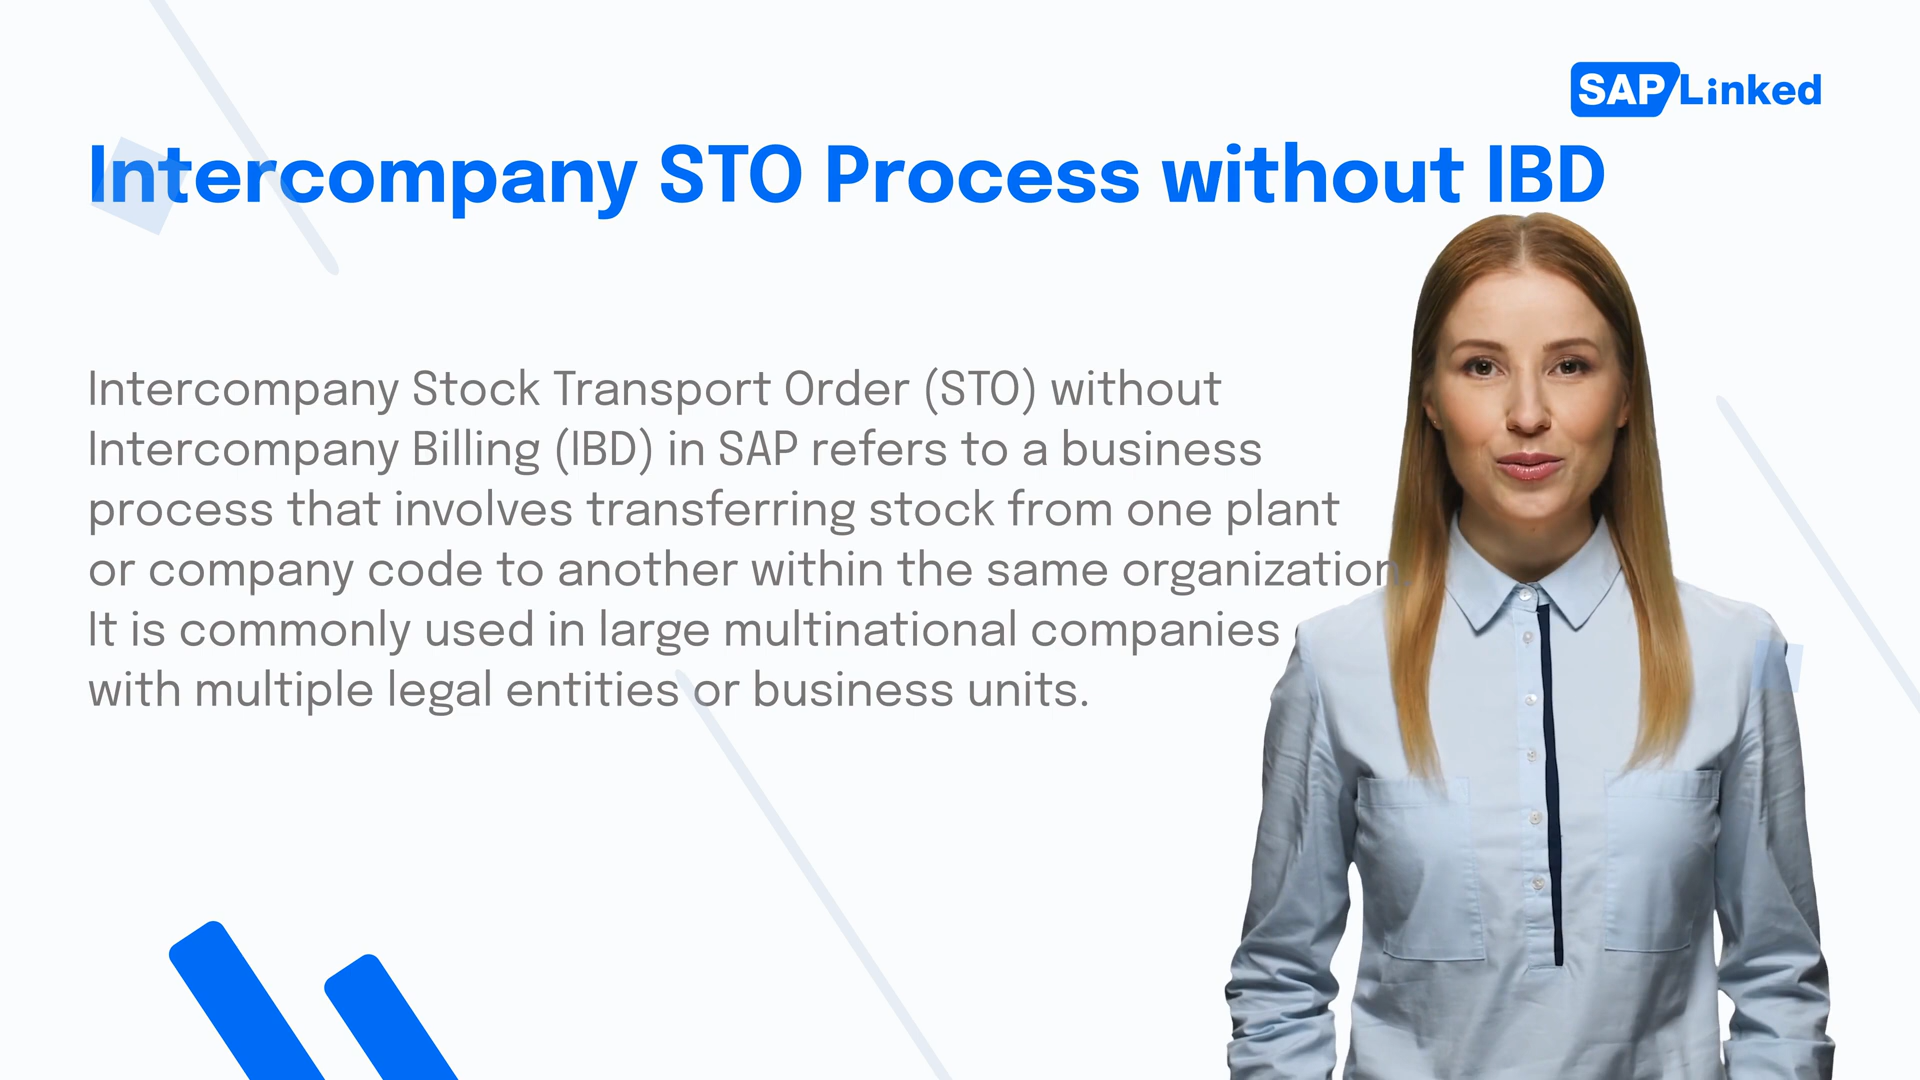 SAP Linked
Intercompany STO Process without IBD
Intercompany Stock Transport Order (STO) without
Intercompany Billing (IBD) in SAP refers to a business
process that involves transferring stock from one plant
or company code to another within the same organization.
It is commonly used in large multinational companies
with multiple legal entities or business units.